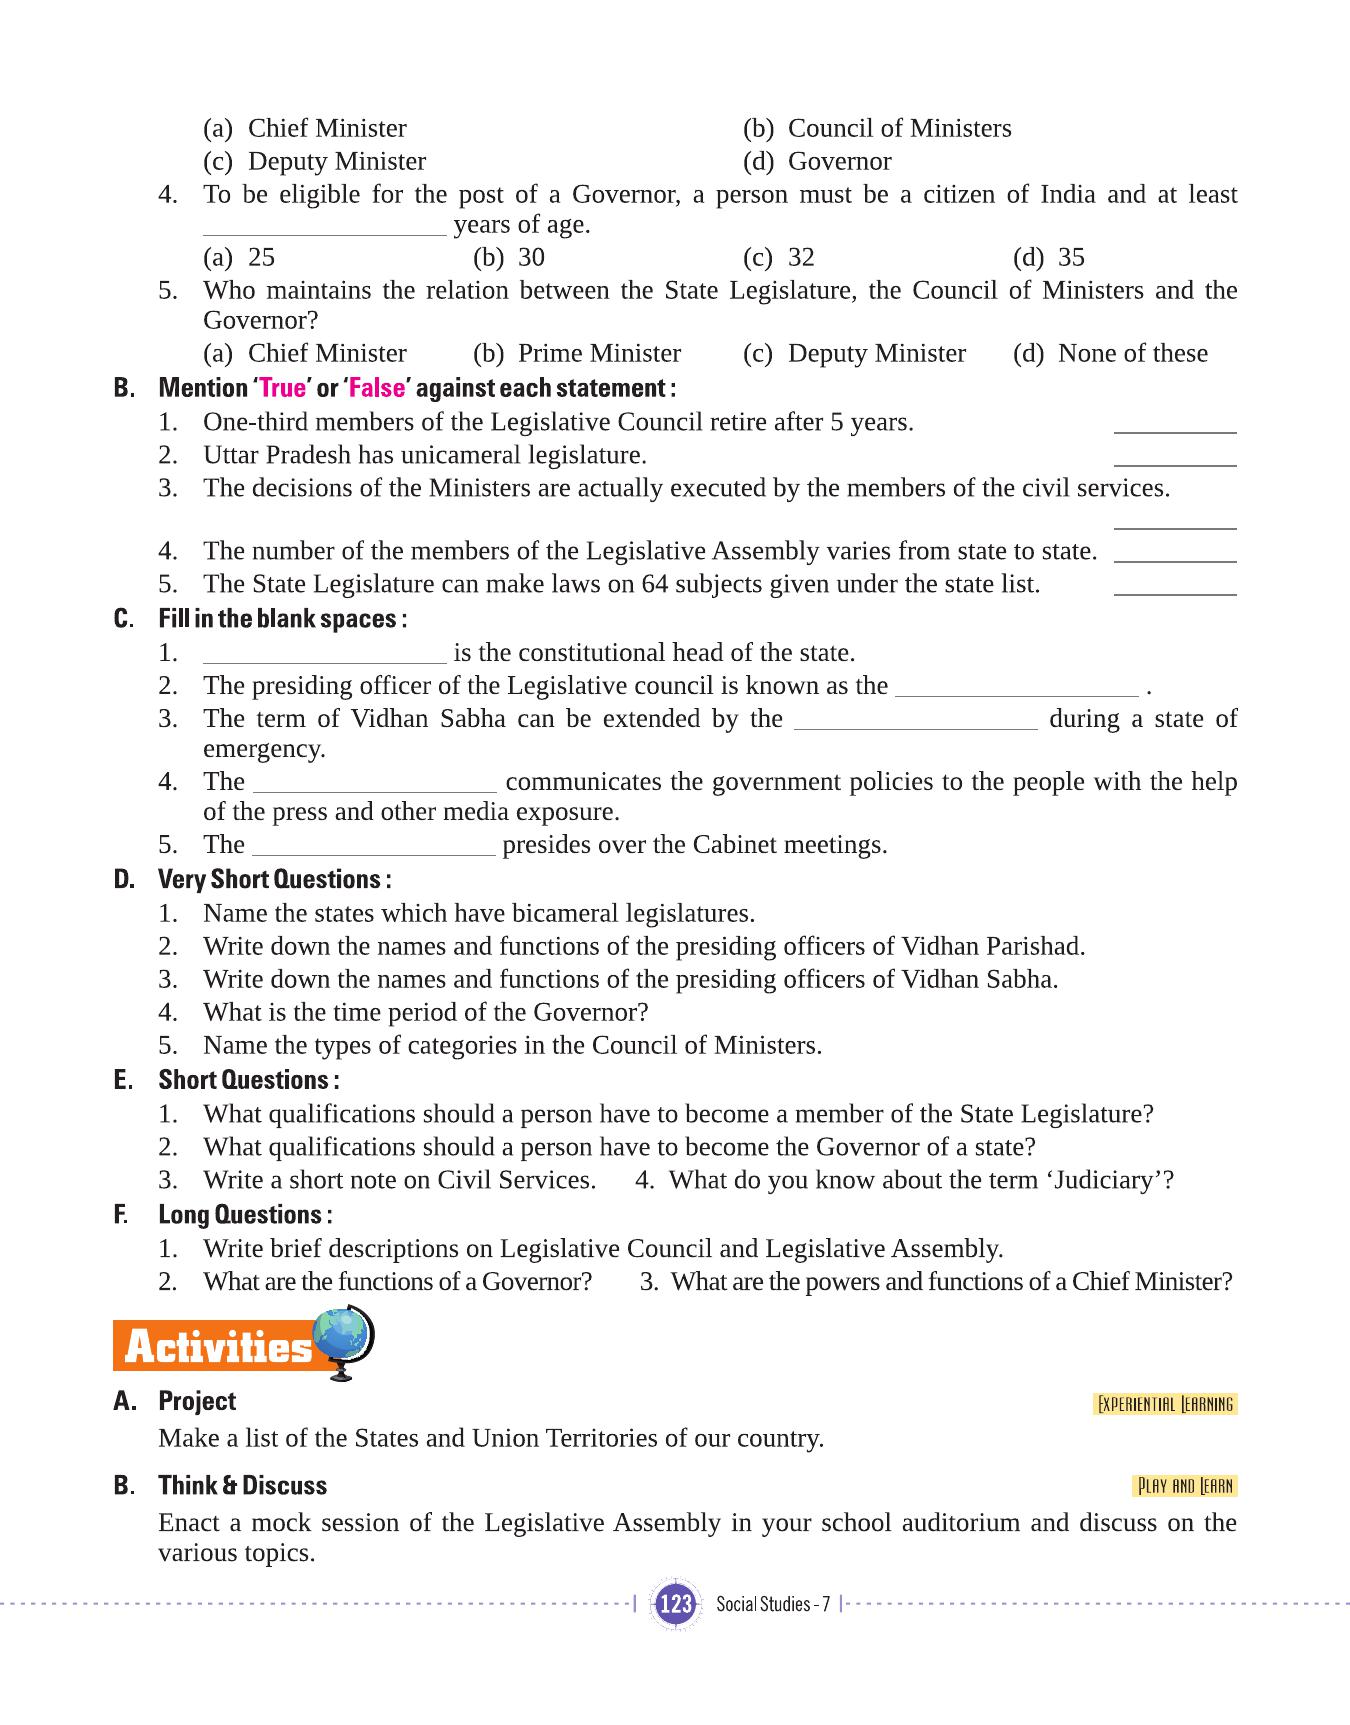 (a) Chief Minister (b) Council of Ministers
(c) Deputy Minister (d) Governor
4. To be eligible for the post of a Governor, a person must be a citizen of India and at least
__________________ years of age.
(a) 25 (b) 30 (c) 32 (d) 35
5. Who maintains the relation between the State Legislature, the Council of Ministers and the
Governor?
(a) Chief Minister (b) Prime Minister (c) Deputy Minister (d) None of these
B. Mention ‘True’ or ‘False’ against each statement :
1. One-third members of the Legislative Council retire after 5 years. _________
2. Uttar Pradesh has unicameral legislature. _________
3. The decisions of the Ministers are actually executed by the members of the civil services.
_________
4. The number of the members of the Legislative Assembly varies from state to state. _________
5. The State Legislature can make laws on 64 subjects given under the state list. _________
C. Fill in the blank spaces :
1. __________________ is the constitutional head of the state.
2. The presiding officer of the Legislative council is known as the __________________ .
3. The term of Vidhan Sabha can be extended by the __________________ during a state of
emergency.
4. The __________________ communicates the government policies to the people with the help
of the press and other media exposure.
5. The __________________ presides over the Cabinet meetings.
D. Very Short Questions :
1. Name the states which have bicameral legislatures.
2. Write down the names and functions of the presiding officers of Vidhan Parishad.
3. Write down the names and functions of the presiding officers of Vidhan Sabha.
4. What is the time period of the Governor?
5. Name the types of categories in the Council of Ministers.
E. Short Questions :
1. What qualifications should a person have to become a member of the State Legislature?
2. What qualifications should a person have to become the Governor of a state?
3. Write a short note on Civil Services. 4. What do you know about the term ‘Judiciary’?
F. Long Questions :
1. Write brief descriptions on Legislative Council and Legislative Assembly.
2. What are the functions of a Governor? 3. What are the powers and functions of a Chief Minister?
Activities
A. Project EXPERIENTIAL LEARNING
Make a list of the States and Union Territories of our country.
B. Think & Discuss PLAY AND LEARN
Enact a mock session of the Legislative Assembly in your school auditorium and discuss on the
various topics.
123 Social Studies - 7